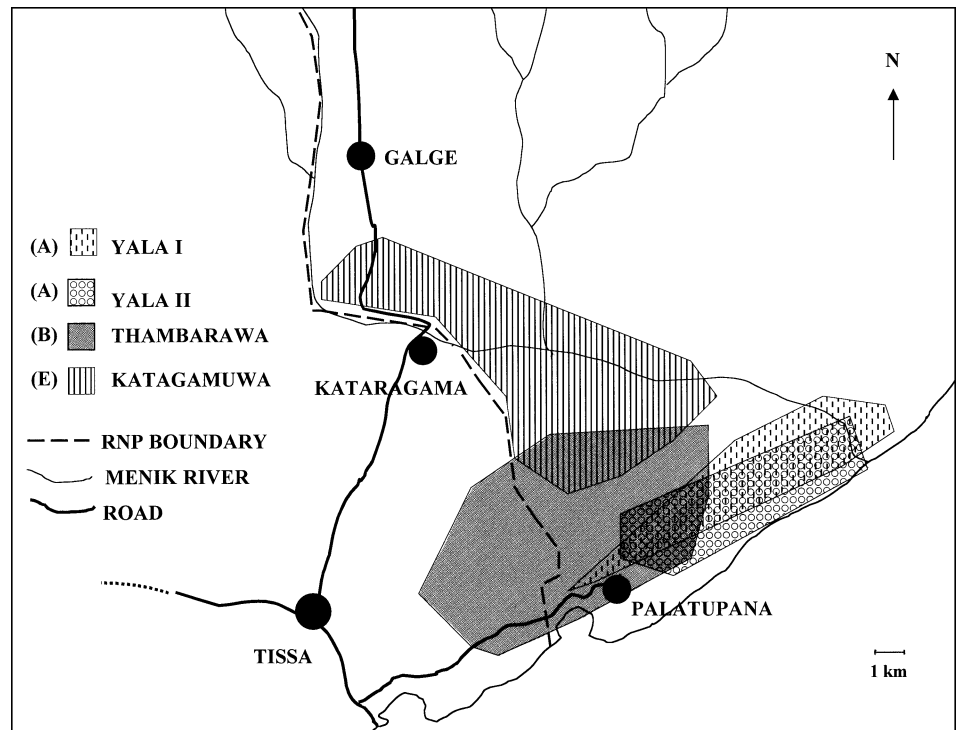 N
GALGE
(A) YALA I
(A) YALA II
(B) THAMBARAWA
(E) KATAGAMUWA
KATARAGAMA
RNP BOUNDARY
MENIK RIVER
ROAD
PALATUPANA
TISSA
1 km